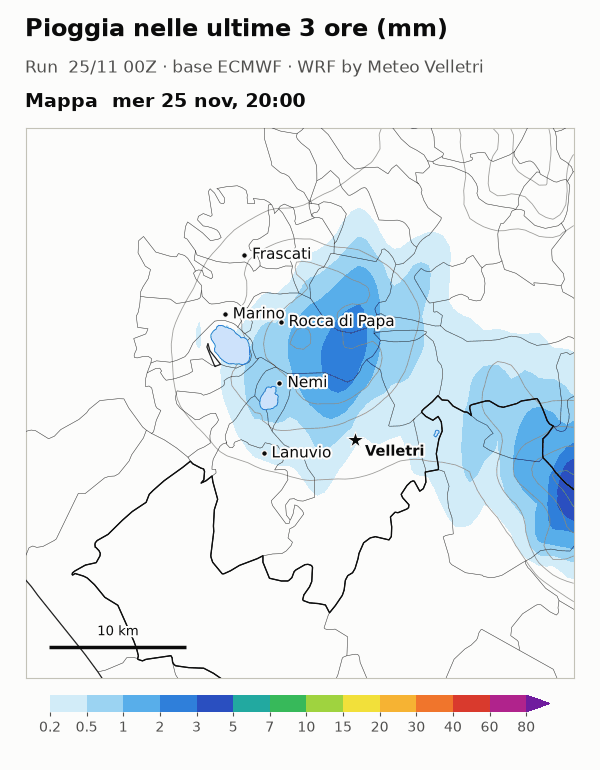 Pioggia nelle ultime 3 ore (mm)
Run  25/11 00Z · base ECMWF · WRF by Meteo Velletri
Mappa  mer 25 nov, 20:00
Frascati
Marino
Rocca di Papa
Nemi
Velletri
Lanuvio
10 km
0.2 0.5 1 2 3 5 7 10 15 20 30 40 60 80